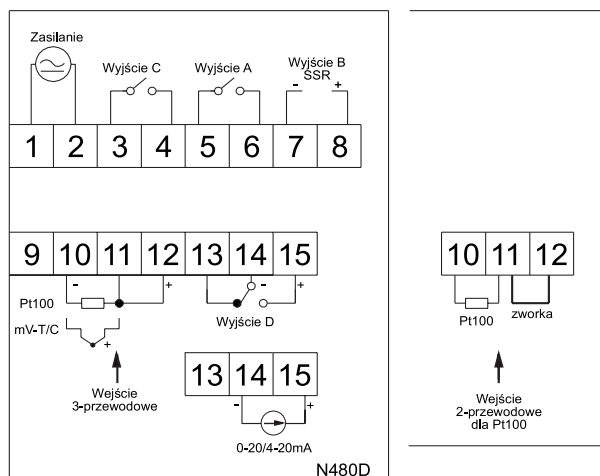 Zasilanie
Wyjście C
Wyjście A
Wyjście B
SSR
- +
1 2 3 4 5 6 7 8
9 10 11 12 13 14 15
- + -
Pt100
mV-T/C
+
Wyjście D
Wejście
3-przewodowe
13 14 15
- +
0-20/4-20mA
N480D
10 11 12
Pt100
zworka
Wejście
2-przewodowe
dla Pt100